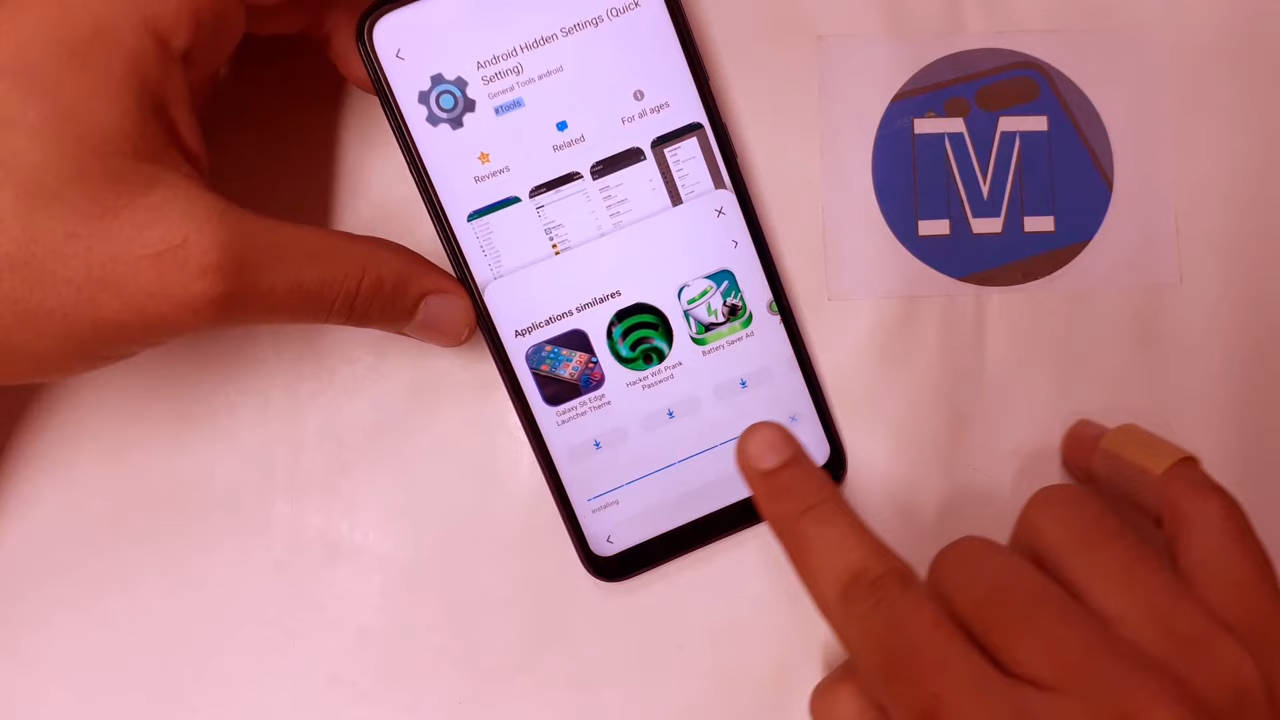 Android Hidden Settings (Quick
Setting)
General Tools android
#Tools
Reviews
Related
For all ages
Applications similaires
Galaxy S6 Edge
Launcher-Theme
Hacker Wifi Prank
Password
Battery Saver Ad
Installing
M